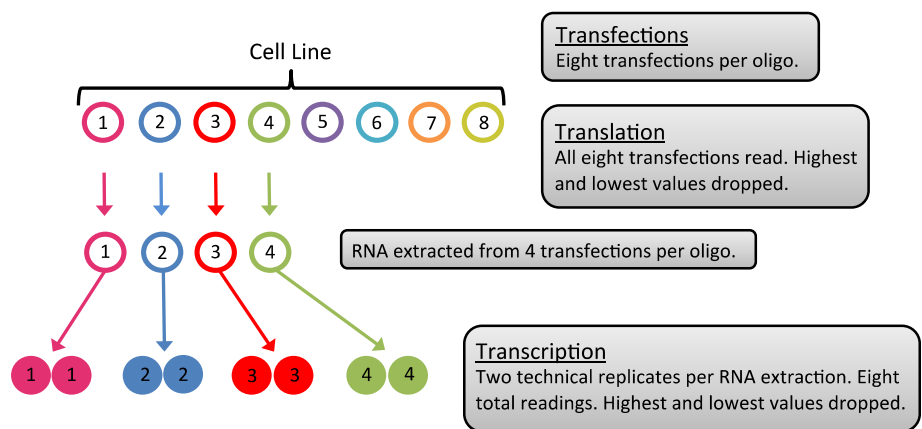 Transfections
Eight transfections per oligo.
Cell Line
1 2 3 4 5 6 7 8
Translation
All eight transfections read. Highest
and lowest values dropped.
1 2 3 4
RNA extracted from 4 transfections per oligo.
1 1 2 2 3 3 4 4
Transcription
Two technical replicates per RNA extraction. Eight
total readings. Highest and lowest values dropped.